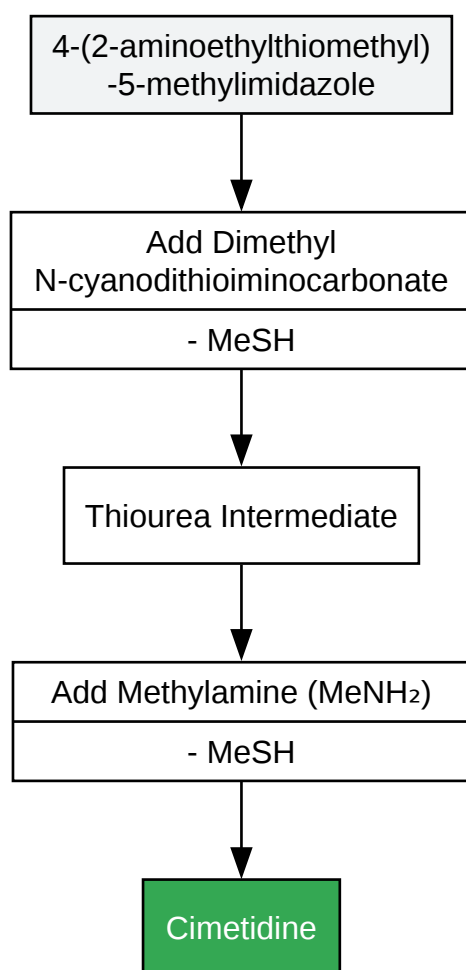 4-(2-aminoethylthiomethyl)
-5-methylimidazole
Add Dimethyl
N-cyanodithioiminocarbonate
- MeSH
Thiourea Intermediate
Add Methylamine (MeNH₂)
- MeSH
Cimetidine